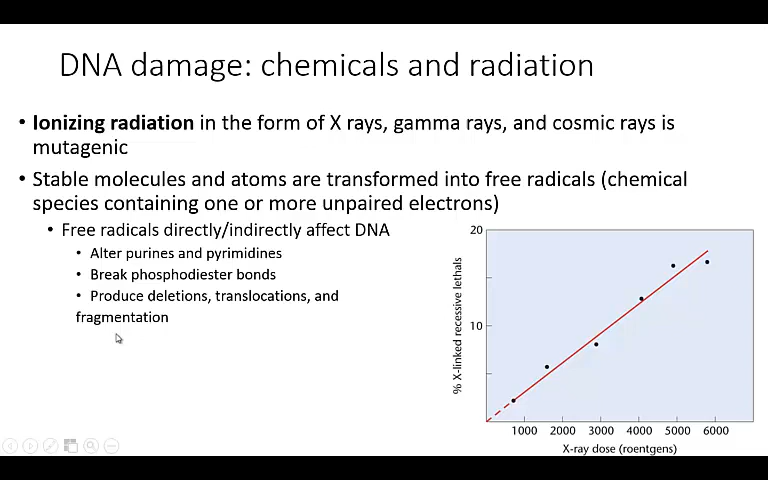 DNA damage: chemicals and radiation
• Ionizing radiation in the form of X rays, gamma rays, and cosmic rays is
mutagenic
• Stable molecules and atoms are transformed into free radicals (chemical
species containing one or more unpaired electrons)
• Free radicals directly/indirectly affect DNA
• Alter purines and pyrimidines
• Break phosphodiester bonds
• Produce deletions, translocations, and
fragmentation
% X-linked recessive lethals
20
10
1000 2000 3000 4000 5000 6000
X-ray dose (roentgens)